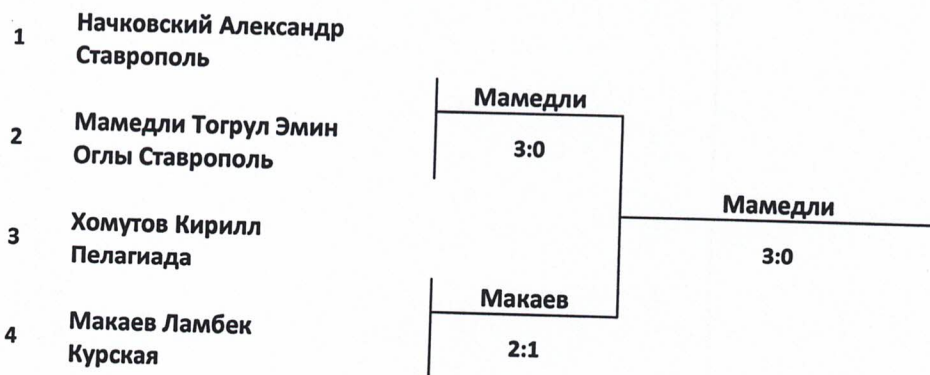 1 Начковский Александр
Ставрополь
Мамедли
2 Мамедли Тогрул Эмин
Оглы Ставрополь
3:0
Мамедли
3 Хомутов Кирилл
Пелагиада
3:0
Макаев
4 Макаев Ламбек
Курская
2:1